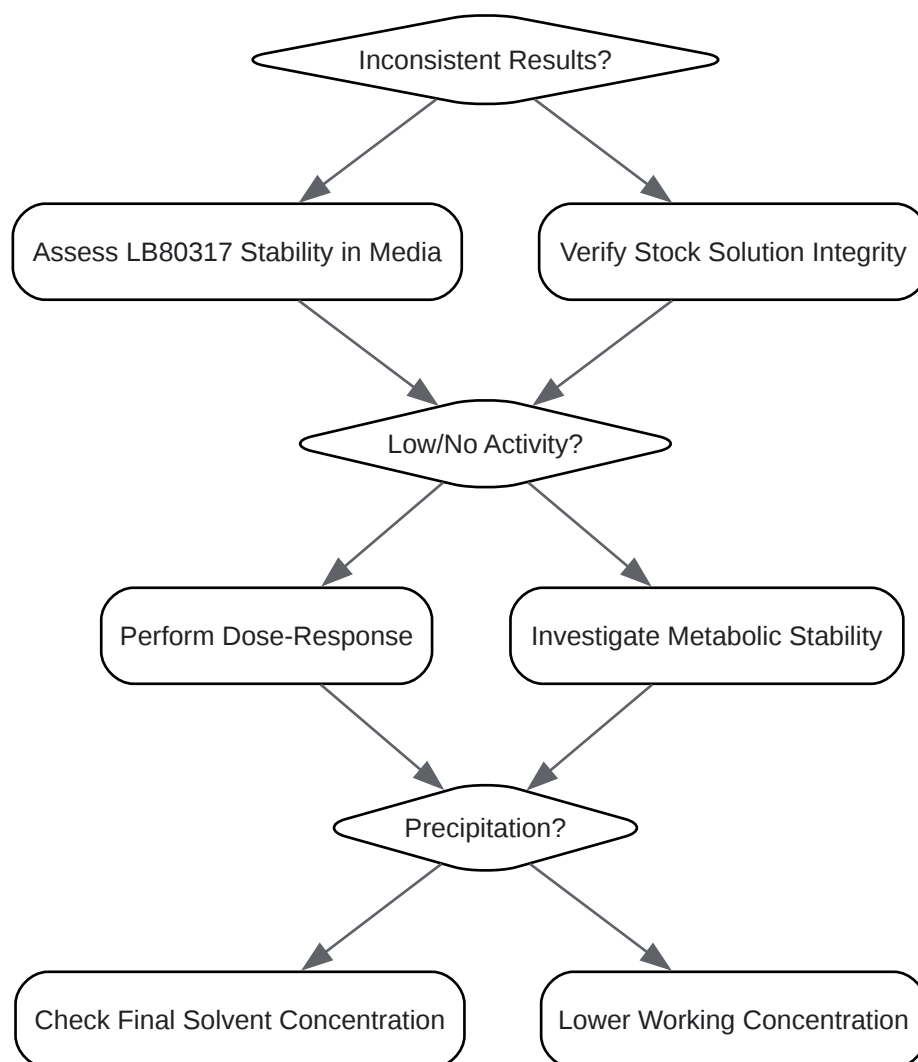 Inconsistent Results?
Assess LB80317 Stability in Media
Verify Stock Solution Integrity
Low/No Activity?
Perform Dose-Response
Investigate Metabolic Stability
Precipitation?
Check Final Solvent Concentration
Lower Working Concentration